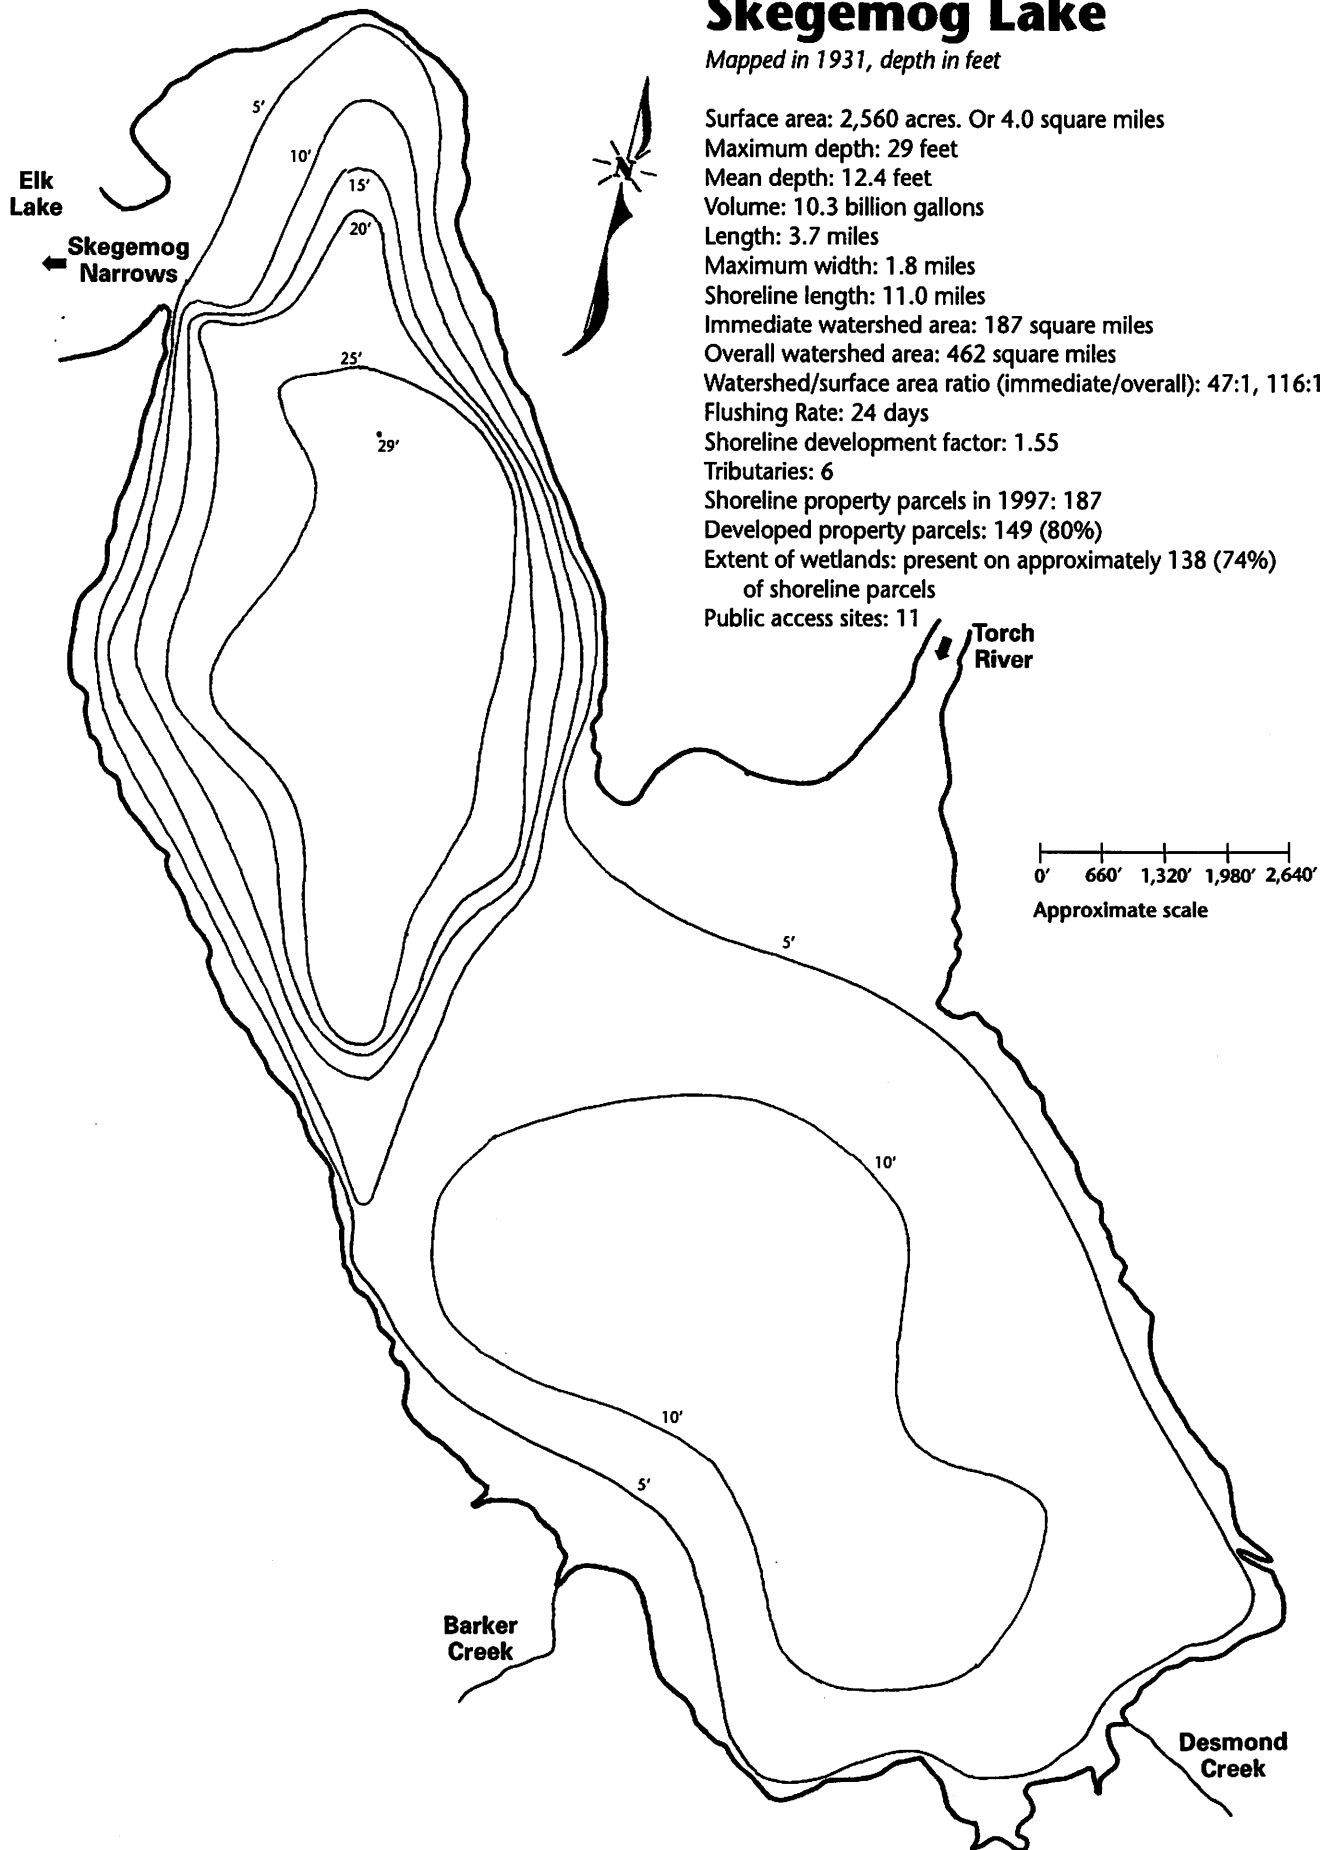 Skegemog Lake
Mapped in 1931, depth in feet
Surface area: 2,560 acres. Or 4.0 square miles
Maximum depth: 29 feet
Mean depth: 12.4 feet
Volume: 10.3 billion gallons
Length: 3.7 miles
Maximum width: 1.8 miles
Shoreline length: 11.0 miles
Immediate watershed area: 187 square miles
Overall watershed area: 462 square miles
Watershed/surface area ratio (immediate/overall): 47:1, 116:1
Flushing Rate: 24 days
Shoreline development factor: 1.55
Tributaries: 6
Shoreline property parcels in 1997: 187
Developed property parcels: 149 (80%)
Extent of wetlands: present on approximately 138 (74%)
of shoreline parcels
Public access sites: 11
5'
10'
15'
20'
25'
29'
N
Elk
Lake
Skegemog
Narrows
Torch
River
0' 660' 1,320' 1,980' 2,640'
Approximate scale
5'
10'
10'
5'
Barker
Creek
Desmond
Creek